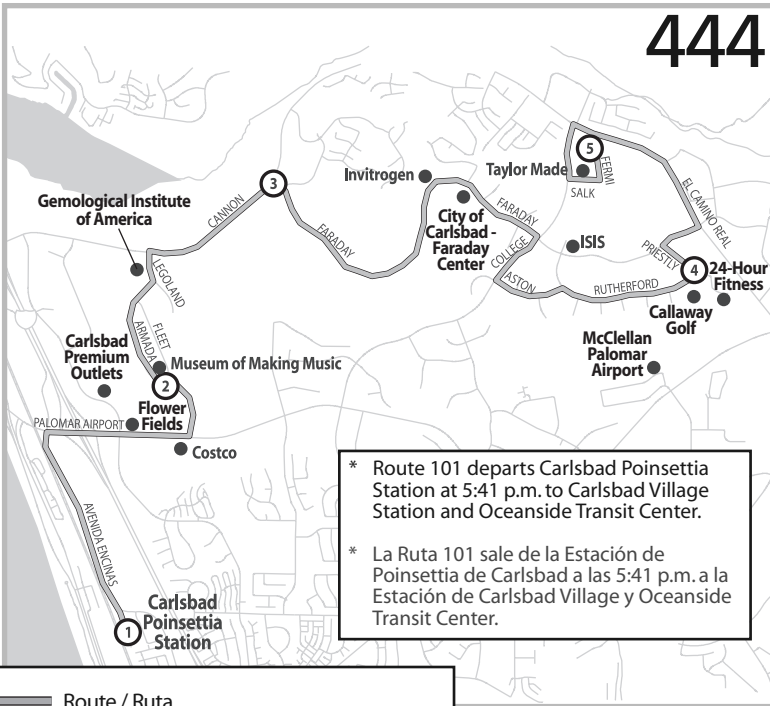 444
3
5
Invitrogen
Taylor Made
FERMI
SALK
Gemological Institute
of America
CANNON
FARADAY
City of
Carlsbad -
Faraday
Center
FARADAY
COLLEGE
ISIS
EL CAMINO REAL
PRIESTLY
LEGOLAND
ASTON
RUTHERFORD
4
24-Hour
Fitness
Callaway
Golf
McClellan
Palomar
Airport
FLEET
ARMADA
Carlsbad
Premium
Outlets
Museum of Making Music
2
Flower
Fields
PALOMAR AIRPORT
Costco
AVENIDA ENCINAS
* Route 101 departs Carlsbad Poinsettia
Station at 5:41 p.m. to Carlsbad Village
Station and Oceanside Transit Center.
* La Ruta 101 sale de la Estación de
Poinsettia de Carlsbad a las 5:41 p.m. a la
Estación de Carlsbad Village y Oceanside
Transit Center.
Carlsbad
Poinsettia
Station
1
Route / Ruta